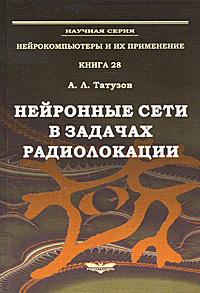 НАУЧНАЯ СЕРИЯ
НЕЙРОКОМПЬЮТЕРЫ И ИХ ПРИМЕНЕНИЕ
КНИГА 28
А. Л. Татузов
НЕЙРОННЫЕ СЕТИ
В ЗАДАЧАХ
РАДИОЛОКАЦИИ